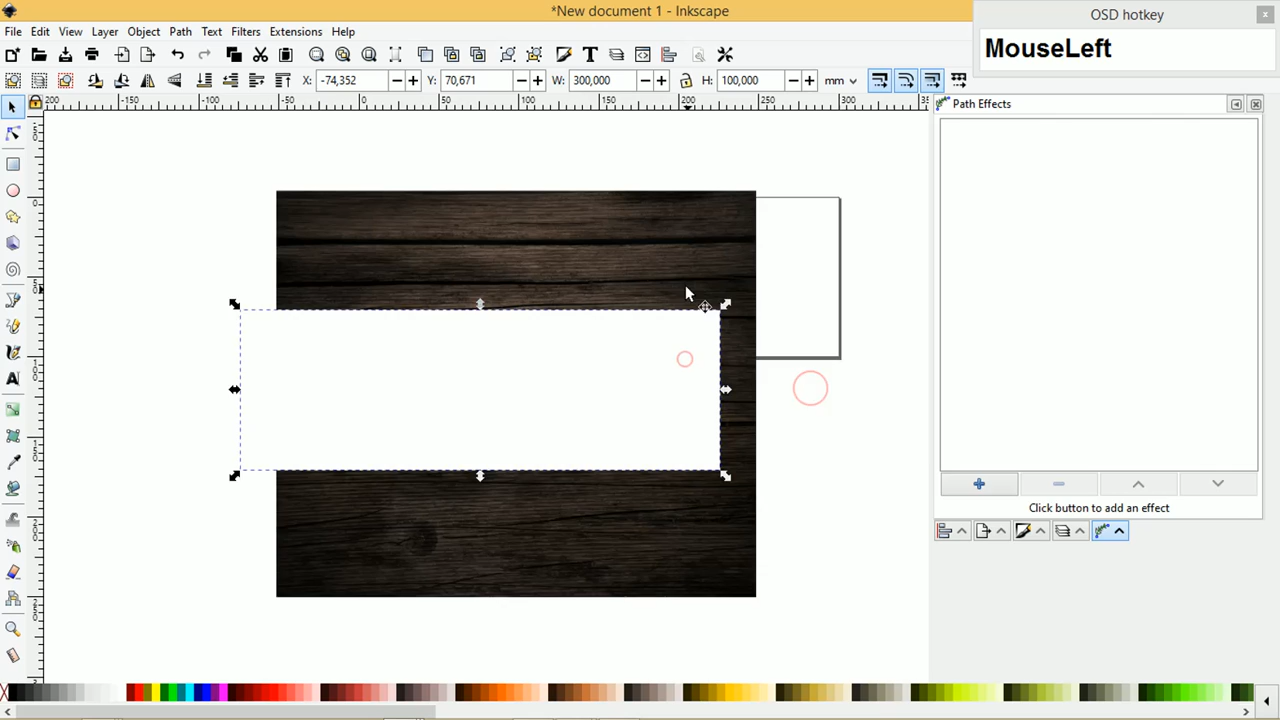 *New document 1 - Inkscape
OSD hotkey
MouseLeft
File Edit View Layer Object Path Text Filters Extensions Help
X: -74,352 Y: 70,671 W: 300,000 H: 10,000 mm
Path Effects
Click button to add an effect